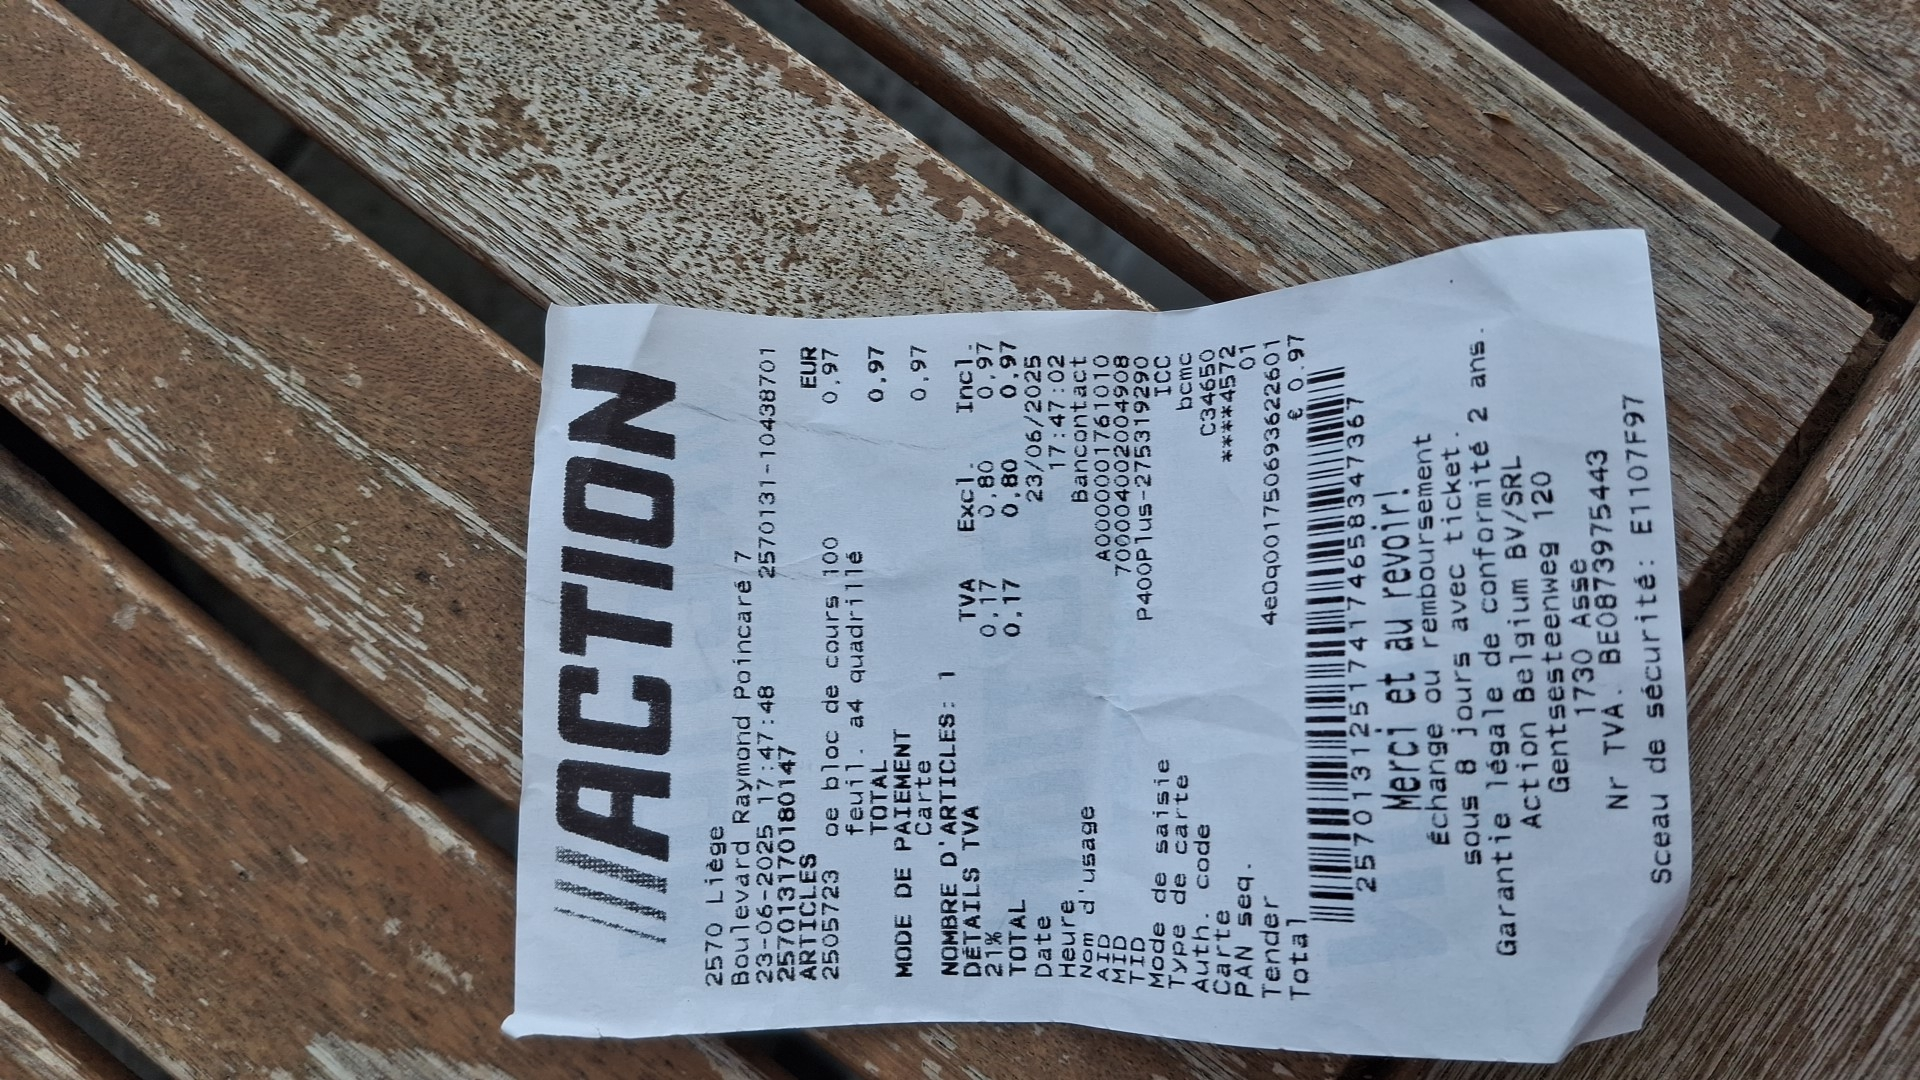 ///ACTION
2570 Liège
Boulevard Raymond Poincaré 7
23-06-2025 17:47:48 2570131-10438701
2570131701801​47
ARTICLES EUR
2505723 oe bloc de cours 100 0,97
feuil. a4 quadrillé
TOTAL 0,97
MODE DE PAIEMENT
Carte 0,97
NOMBRE D'ARTICLES: 1
DÉTAILS TVA TVA Excl. Incl.
21% 0,17 0,80 0,97
TOTAL 0,17 0,80 0,97
Date 23/06/2025
Heure 17:47:02
Nom d'usage Bancontact
AID A0000001761010
MID 700004002004908
TID P400Plus-275319290
Mode de saisie ICC
Type de carte bcmc
Auth. code C34650
Carte ****4572
PAN seq. 01
Tender 4e0q001750693622601
Total € 0.97
2570131251741746583473​67
Merci et au revoir!
Échange ou remboursement
sous 8 jours avec ticket.
Garantie légale de conformité 2 ans.
Action Belgium BV/SRL
Gentsesteenweg 120
1730 Asse
Nr TVA. BE0873975443
Sceau de sécurité: E1107F97